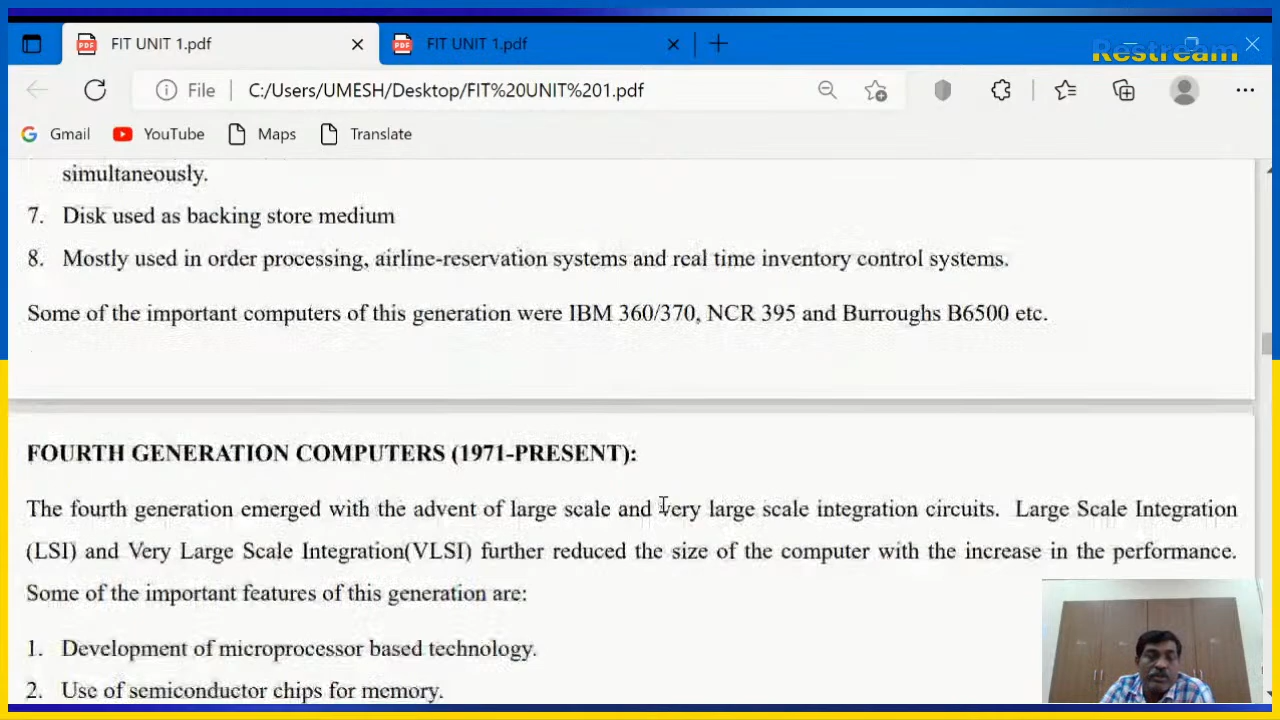 FIT UNIT 1.pdf
FIT UNIT 1.pdf
Restream
File
C:/Users/UMESH/Desktop/FIT%20UNIT%201.pdf
Gmail
YouTube
Maps
Translate
simultaneously.
7. Disk used as backing store medium
8. Mostly used in order processing, airline-reservation systems and real time inventory control systems.
Some of the important computers of this generation were IBM 360/370, NCR 395 and Burroughs B6500 etc.
FOURTH GENERATION COMPUTERS (1971-PRESENT):
The fourth generation emerged with the advent of large scale and very large scale integration circuits. Large Scale Integration
(LSI) and Very Large Scale Integration(VLSI) further reduced the size of the computer with the increase in the performance.
Some of the important features of this generation are:
1. Development of microprocessor based technology.
2. Use of semiconductor chips for memory.